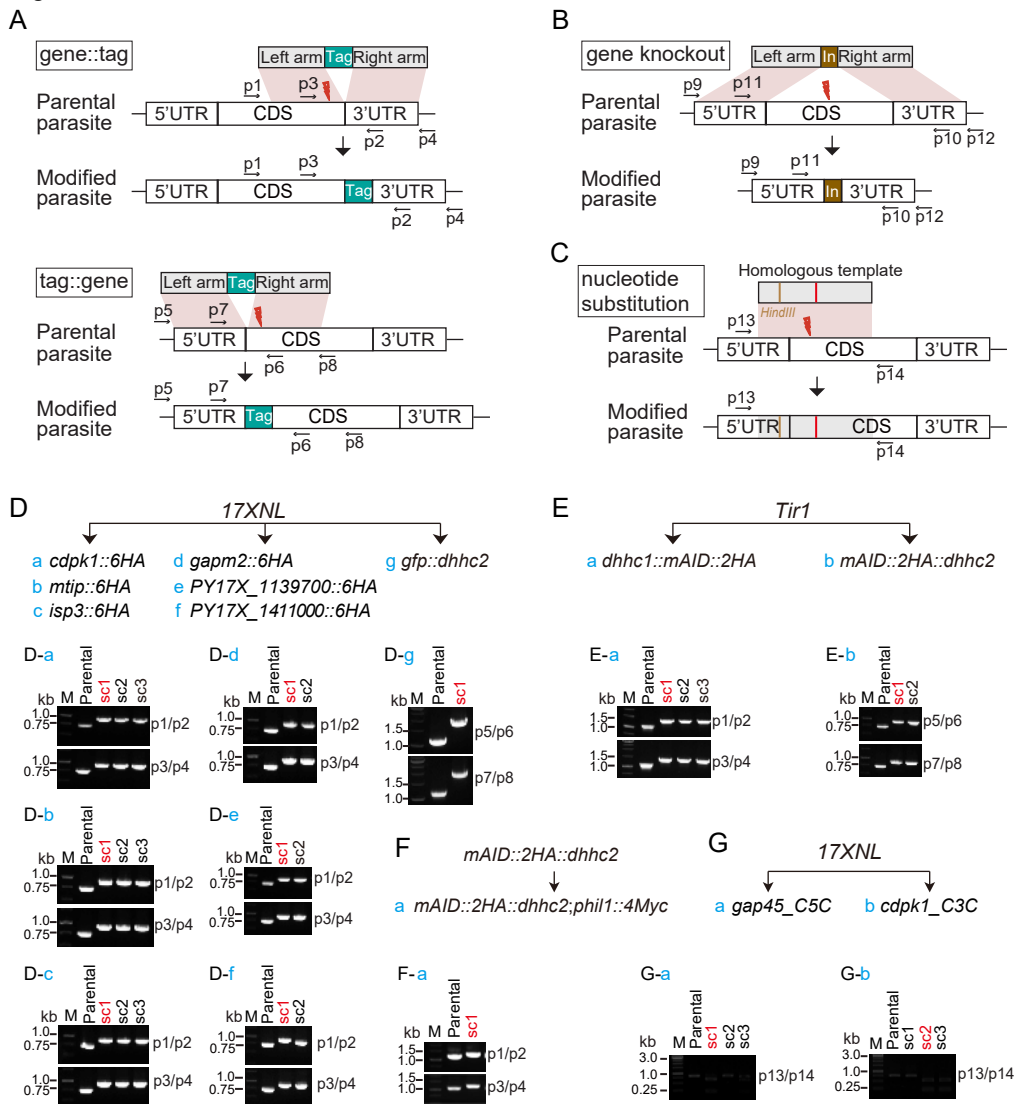 A
gene::tag
Left arm Tag Right arm
p1 p3
Parental parasite
5'UTR CDS 3'UTR
p2 p4
p1 p3
Modified parasite
5'UTR CDS Tag 3'UTR
p2 p4
tag::gene
Left arm Tag Right arm
p5 p7
Parental parasite
5'UTR CDS 3'UTR
p6 p8
p5 p7
Modified parasite
5'UTR Tag CDS 3'UTR
p6 p8
B
gene knockout
Left arm In Right arm
p9 p11
Parental parasite
5'UTR CDS 3'UTR
p10 p12
p9 p11
Modified parasite
5'UTR In 3'UTR
p10 p12
C
nucleotide substitution
Homologous template
HindIII
p13
Parental parasite
5'UTR CDS 3'UTR
p14
p13
Modified parasite
5'UTR CDS 3'UTR
p14
D
17XNL
a cdpk1::6HA d gapm2::6HA g gfp::dhhc2
b mtip::6HA e PY17X_1139700::6HA
c isp3::6HA f PY17X_1411000::6HA
D-a
kb M Parental sc1 sc2 sc3
1.0
0.75
p1/p2
1.0
0.75
p3/p4
D-d
kb M Parental sc1 sc2
1.0
0.75
p1/p2
1.0
0.75
p3/p4
D-g
kb M Parental sc1
1.5
1.0
p5/p6
1.5
1.0
p7/p8
D-b
kb M Parental sc1 sc2 sc3
1.0
0.75
p1/p2
1.0
0.75
p3/p4
D-e
kb M Parental sc1 sc2
1.0
0.75
p1/p2
1.0
0.75
p3/p4
D-c
kb M Parental sc1 sc2 sc3
1.0
0.75
p1/p2
1.0
0.75
p3/p4
D-f
kb M Parental sc1 sc2
1.0
0.75
p1/p2
1.0
0.75
p3/p4
E
Tir1
a dhhc1::mAID::2HA b mAID::2HA::dhhc2
E-a
kb M Parental sc1 sc2 sc3
1.5
1.0
p1/p2
1.5
1.0
p3/p4
E-b
kb M Parental sc1 sc2
1.0
0.75
p5/p6
1.0
0.75
p7/p8
F
mAID::2HA::dhhc2
a mAID::2HA::dhhc2;phil1::4Myc
F-a
kb M Parental sc1
1.5
1.0
p1/p2
1.5
1.0
p3/p4
G
17XNL
a gap45_C5C b cdpk1_C3C
G-a
kb M Parental sc1 sc2 sc3
3.0
1.0
0.25
p13/p14
G-b
kb M Parental sc1 sc2 sc3
3.0
1.0
0.25
p13/p14